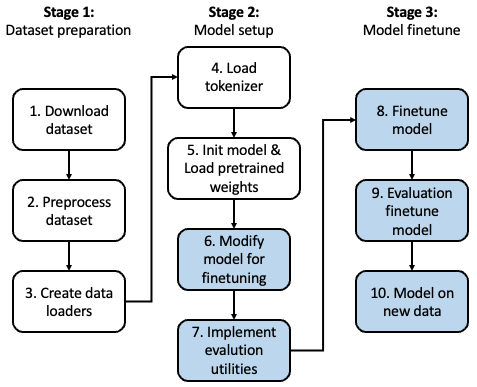 Stage 1:
Dataset preparation
1. Download
dataset
2. Preprocess
dataset
3. Create data
loaders
Stage 2:
Model setup
4. Load
tokenizer
5. Init model &
Load pretrained
weights
6. Modify
model for
finetuning
7. Implement
evalution
utilities
Stage 3:
Model finetune
8. Finetune
model
9. Evaluation
finetune
model
10. Model on
new data